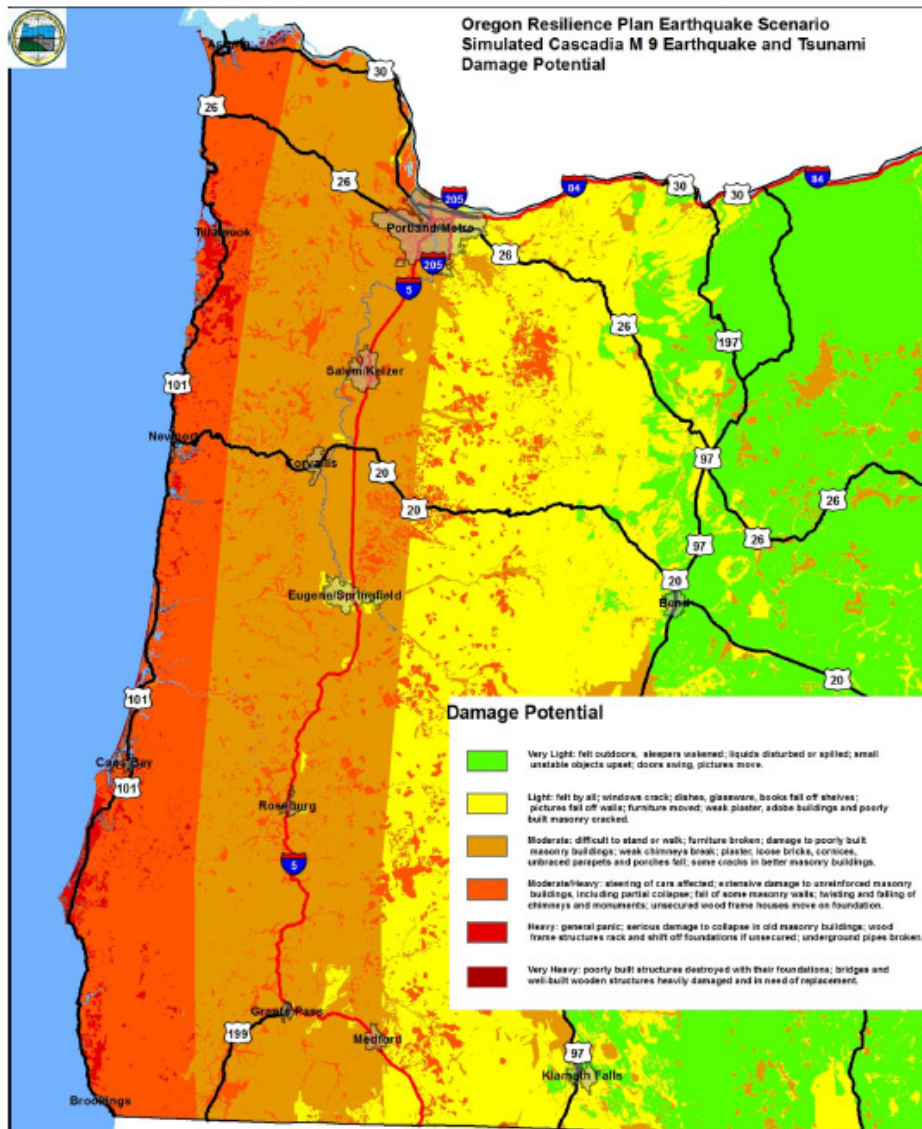 Oregon Resilience Plan Earthquake Scenario
Simulated Cascadia M 9 Earthquake and Tsunami
Damage Potential
Astoria
30
26
26
84
30
30
84
205
Tillamook
Portland/Metro
205
26
5
26
197
Salem/Keizer
101
Newport
Corvallis
20
97
20
26
26
97
20
Eugene/Springfield
Bend
101
20
Damage Potential
Very Light: felt outdoors, sleepers wakened; liquids disturbed or spilled; small
unstable objects upset; doors swing, pictures move.
Coos Bay
101
Light: felt by all; windows crack; dishes, glassware, books fall off shelves;
pictures fall off walls; furniture moved; weak plaster, adobe buildings and poorly
built masonry cracked.
Roseburg
Moderate: difficult to stand or walk; furniture broken; damage to poorly built
masonry buildings; weak chimneys break; plaster, loose bricks, cornices,
unbraced parapets and porches fall; some cracks in better masonry buildings.
5
Moderate/Heavy: steering of cars affected; extensive damage to unreinforced masonry
buildings, including partial collapse; fall of some masonry walls; twisting and falling of
chimneys and monuments; unsecured wood frame houses move on foundation.
Heavy: general panic; serious damage to collapse in old masonry buildings; wood
frame structures rack and shift off foundations if unsecured; underground pipes broken.
Very Heavy: poorly built structures destroyed with their foundations; bridges and
well-built wooden structures heavily damaged and in need of replacement.
Grants Pass
199
Medford
97
Klamath Falls
Brookings